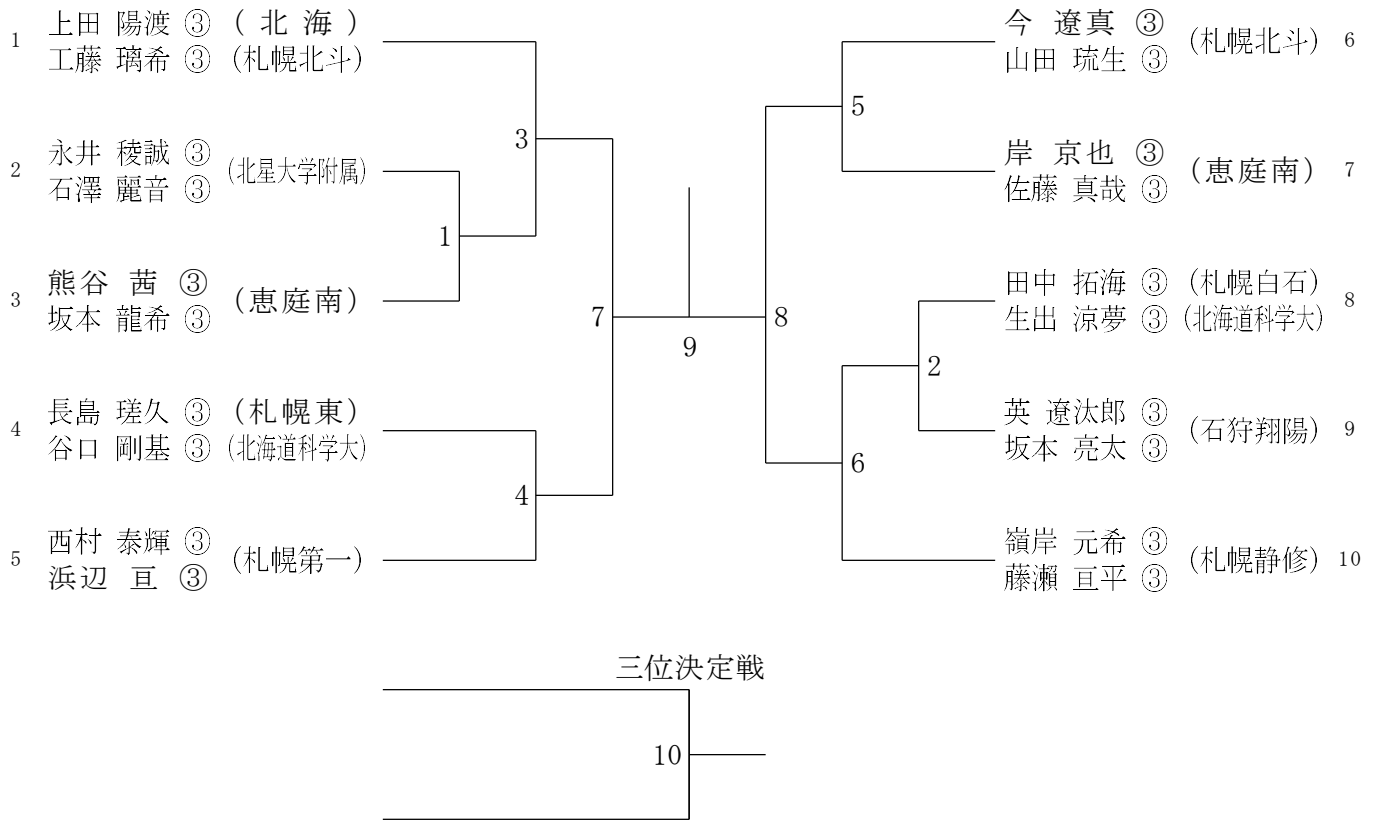 1 上田 陽渡 ③ (北海)
工藤 璃希 ③ (札幌北斗)
2 永井 稜誠 ③ (北星大学附属)
石澤 麗音 ③
3 熊谷 茜 ③ (恵庭南)
坂本 龍希 ③
4 長島 瑳久 ③ (札幌東)
谷口 剛基 ③ (北海道科学大)
5 西村 泰輝 ③ (札幌第一)
浜辺 亘 ③
3
1
7
4
9
8
5
2
6
今 遼真 ③ (札幌北斗) 6
山田 琉生 ③
岸 京也 ③ (恵庭南) 7
佐藤 真哉 ③
田中 拓海 ③ (札幌白石) 8
生出 涼夢 ③ (北海道科学大)
英 遼汰郎 ③ (石狩翔陽) 9
坂本 亮太 ③
嶺岸 元希 ③ (札幌静修) 10
藤瀬 亘平 ③
三位決定戦
10